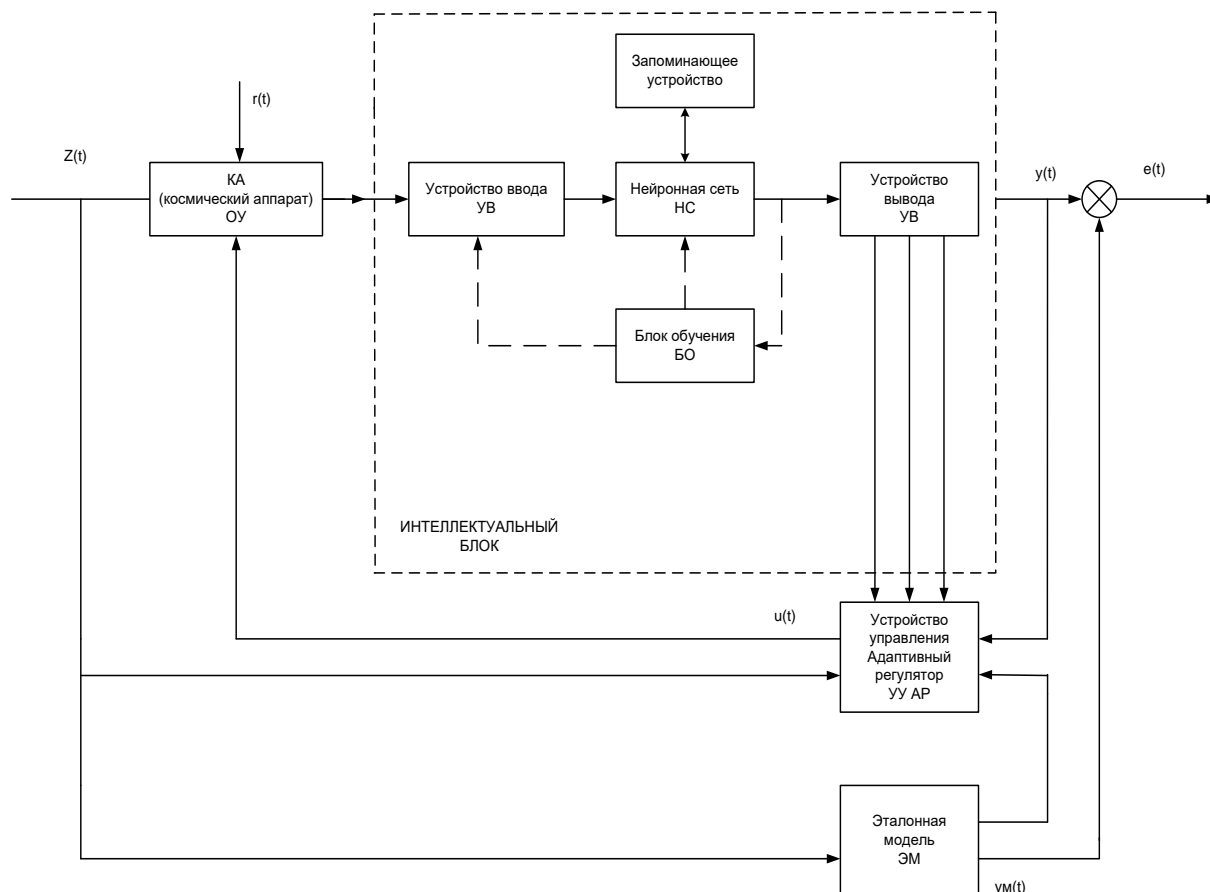 Запоминающее
устройство
r(t)
Z(t)
КА
(космический аппарат)
ОУ
Устройство ввода
УВ
Нейронная сеть
НС
Устройство
вывода
УВ
y(t)
e(t)
Блок обучения
БО
ИНТЕЛЛЕКТУАЛЬНЫЙ
БЛОК
u(t)
Устройство
управления
Адаптивный
регулятор
УУ АР
Эталонная
модель
ЭМ
yм(t)